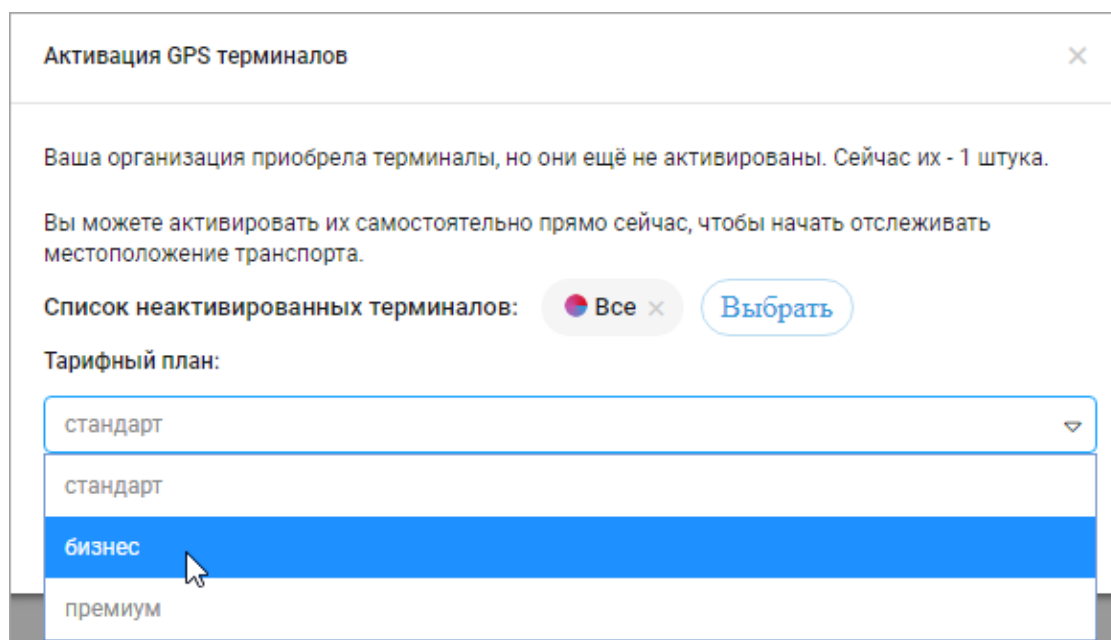 Активация GPS терминалов
Ваша организация приобрела терминалы, но они ещё не активированы. Сейчас их - 1 штука.
Вы можете активировать их самостоятельно прямо сейчас, чтобы начать отслеживать
местоположение транспорта.
Список неактивированных терминалов: Все Выбрать
Тарифный план:
стандарт
стандарт
бизнес
премиум